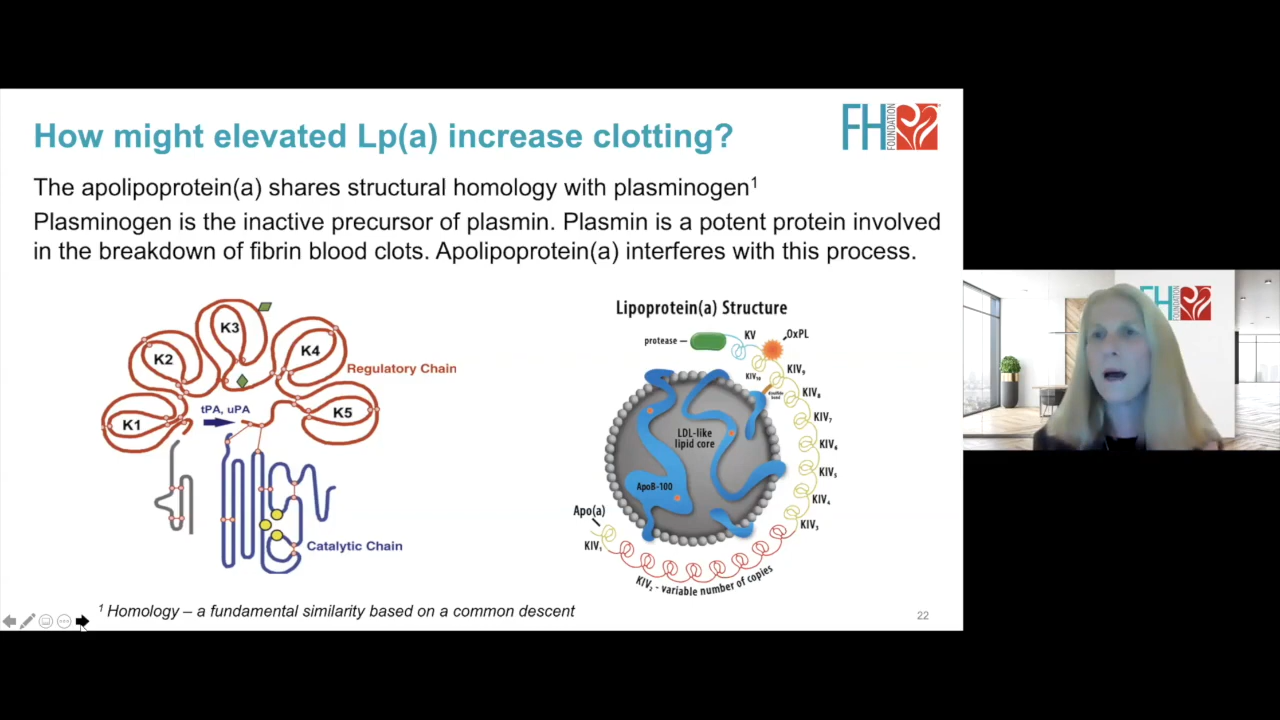 How might elevated Lp(a) increase clotting?
FH
FOUNDATION
The apolipoprotein(a) shares structural homology with plasminogen¹
Plasminogen is the inactive precursor of plasmin. Plasmin is a potent protein involved
in the breakdown of fibrin blood clots. Apolipoprotein(a) interferes with this process.
K1
K2
K3
K4
K5
Regulatory Chain
tPA, uPA
Catalytic Chain
Lipoprotein(a) Structure
protease
KV
OxPL
KIV₁₀
KIV₉
KIV₈
disulfide
bond
KIV₇
KIV₆
KIV₅
KIV₄
KIV₃
LDL-like
lipid core
ApoB-100
Apo(a)
KIV₁
KIV₂ - variable number of copies
¹ Homology – a fundamental similarity based on a common descent
22
FH
FOUNDATION